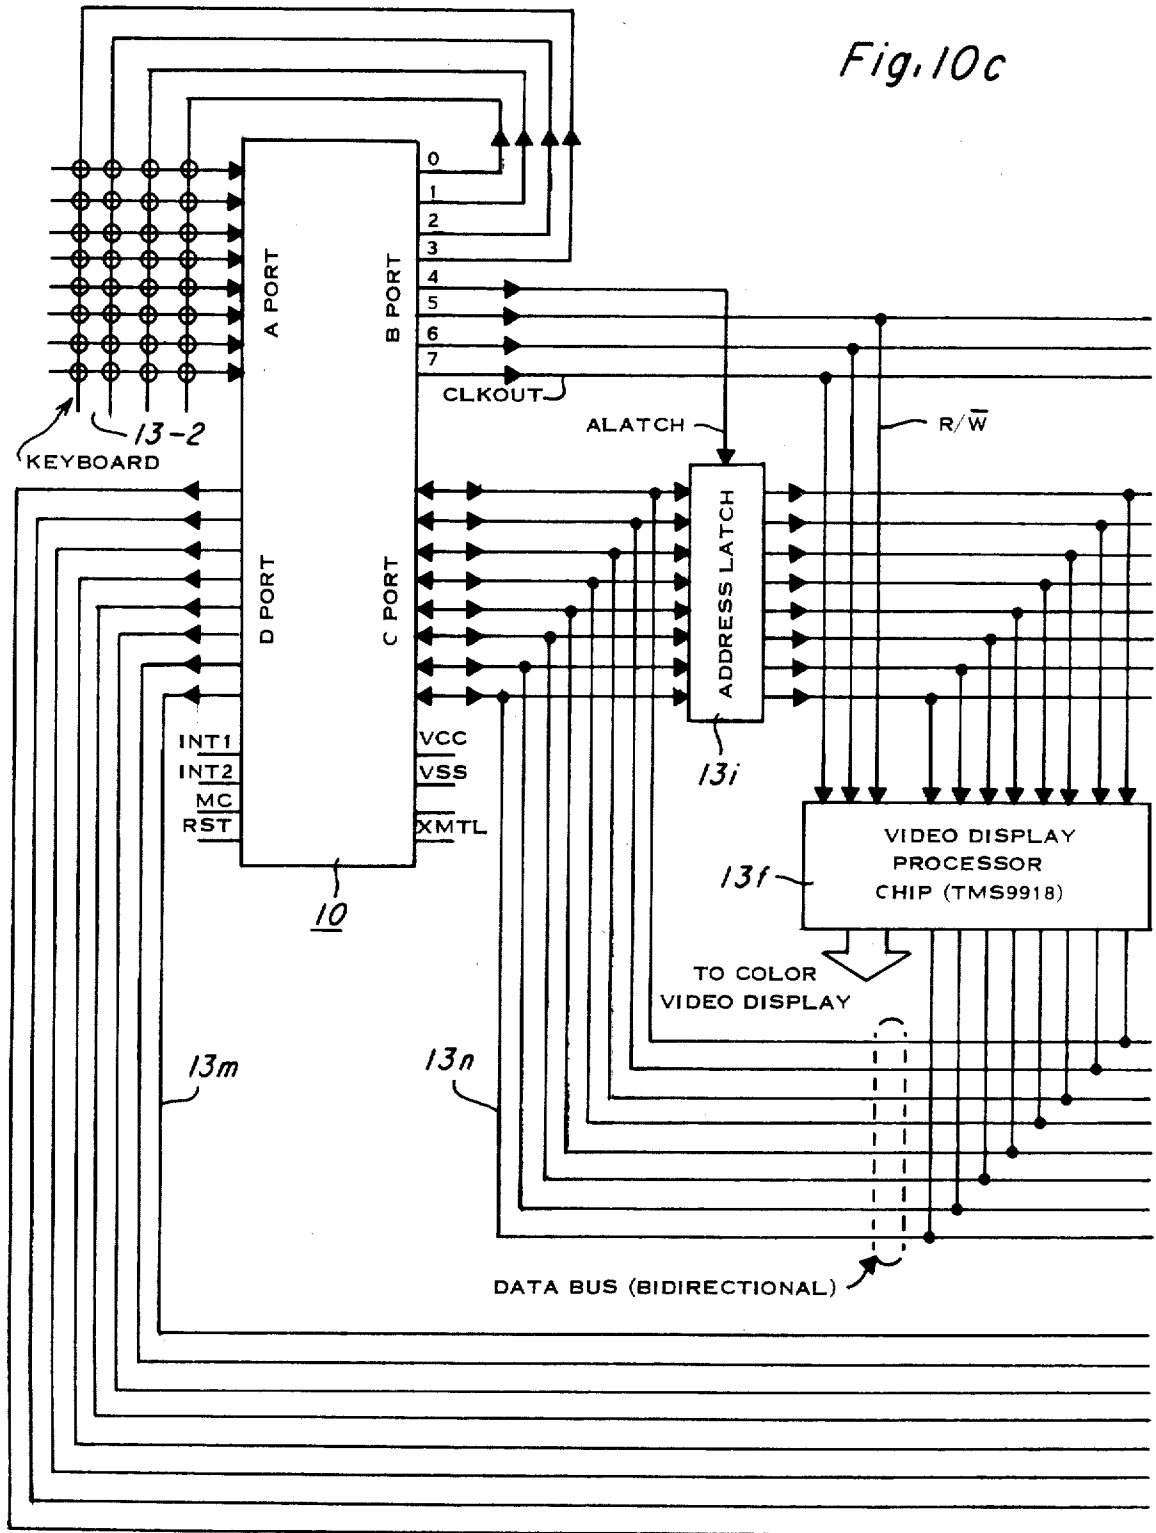 Fig. 10c
0
1
2
3
4
5
6
7
A PORT
B PORT
CLKOUT
ALATCH
R/W̅
13-2
KEYBOARD
D PORT
C PORT
ADDRESS LATCH
13i
INT1
INT2
MC
RST
VCC
VSS
XMTL
10
VIDEO DISPLAY
PROCESSOR
CHIP (TMS9918)
13f
TO COLOR
VIDEO DISPLAY
13m
13n
DATA BUS (BIDIRECTIONAL)